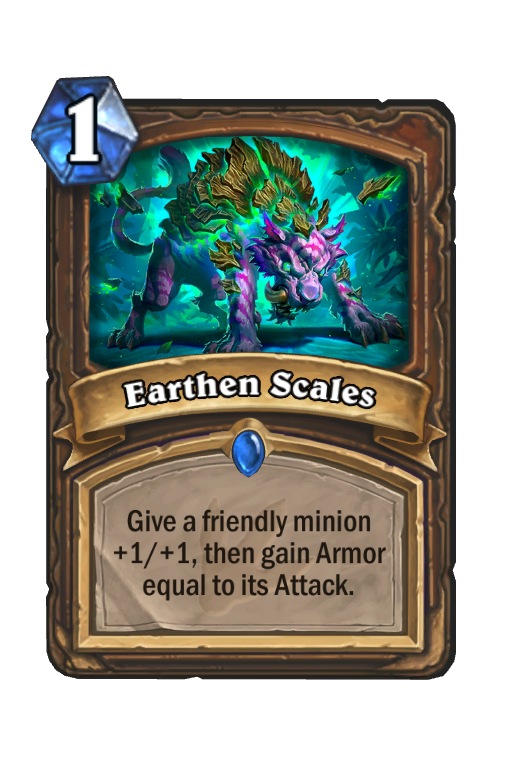 1
Earthen Scales
Give a friendly minion
+1/+1, then gain Armor
equal to its Attack.